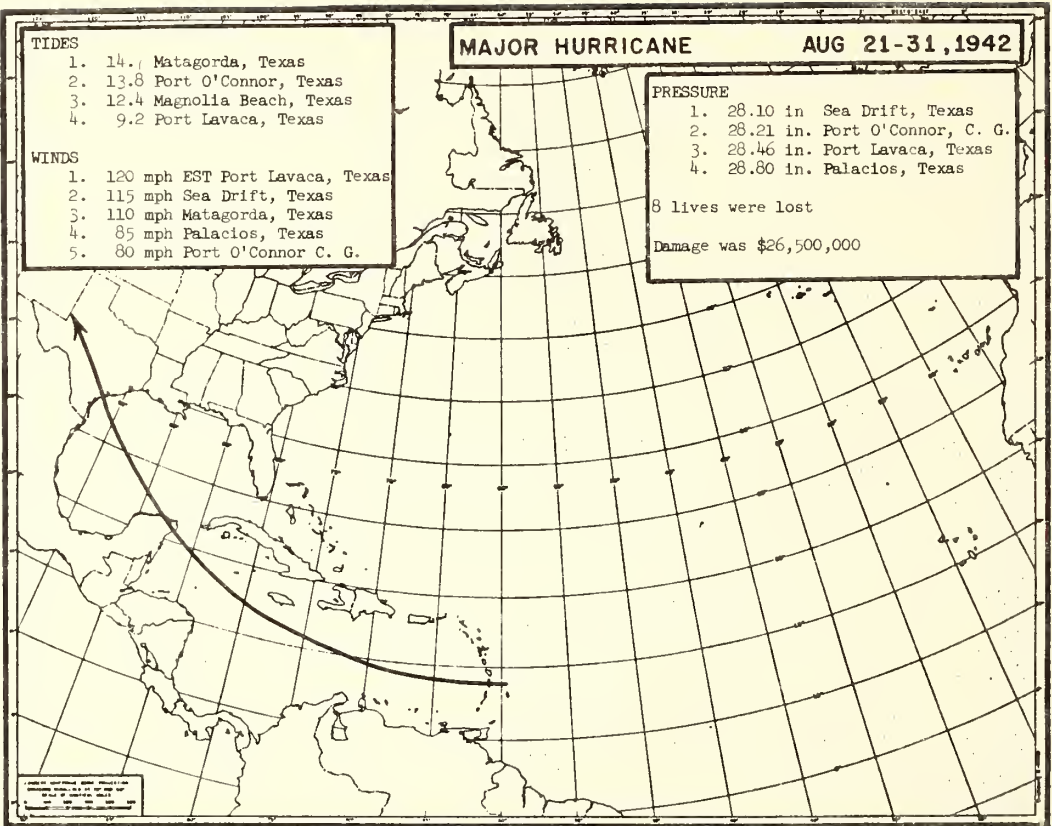 MAJOR HURRICANE AUG 21-31,1942
TIDES
1. 14. Matagorda, Texas
2. 13.8 Port O'Connor, Texas
3. 12.4 Magnolia Beach, Texas
4. 9.2 Port Lavaca, Texas
WINDS
1. 120 mph EST Port Lavaca, Texas
2. 115 mph Sea Drift, Texas
3. 110 mph Matagorda, Texas
4. 85 mph Palacios, Texas
5. 80 mph Port O'Connor C. G.
PRESSURE
1. 28.10 in Sea Drift, Texas
2. 28.21 in. Port O'Connor, C. G.
3. 28.46 in. Port Lavaca, Texas
4. 28.80 in. Palacios, Texas
8 lives were lost
Damage was $26,500,000